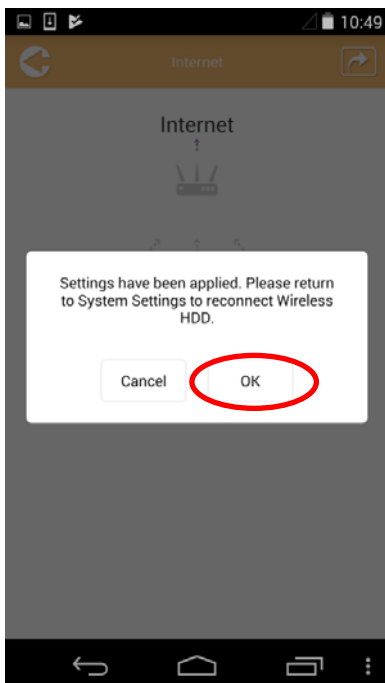 10:49
Internet
Internet
Settings have been applied. Please return
to System Settings to reconnect Wireless
HDD.
Cancel OK